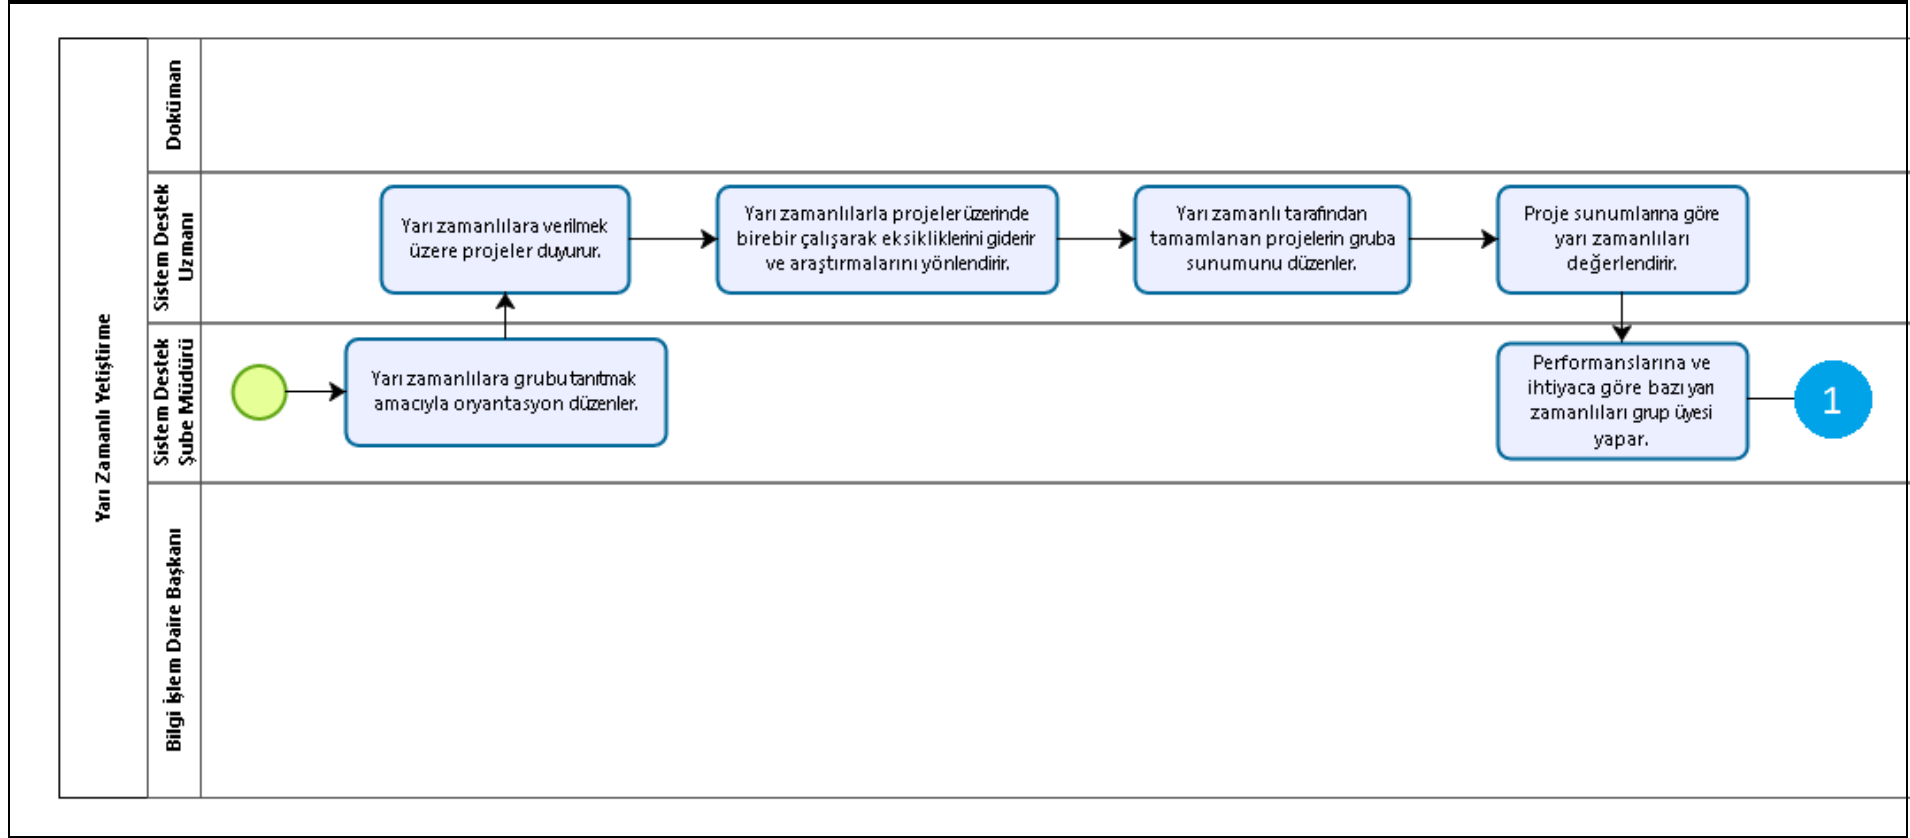 Yarı Zamanlı Yetiştirme
Doküman
Sistem Destek
Uzmanı
Yarı zamanlılara verilmek
üzere projeler duyurur.
Yarı zamanlılarla projeler üzerinde
birebir çalışarak eksikliklerini giderir
ve araştırmalarını yönlendirir.
Yarı zamanlı tarafından
tamamlanan projelerin gruba
sunumunu düzenler.
Proje sunumlarına göre
yarı zamanlıları
değerlendirir.
Sistem Destek
Şube Müdürü
Yarı zamanlılara grubu tanıtmak
amacıyla oryantasyon düzenler.
Performanslarına ve
ihtiyaca göre bazı yarı
zamanlıları grup üyesi
yapar.
1
Bilgi İşlem Daire Başkanı